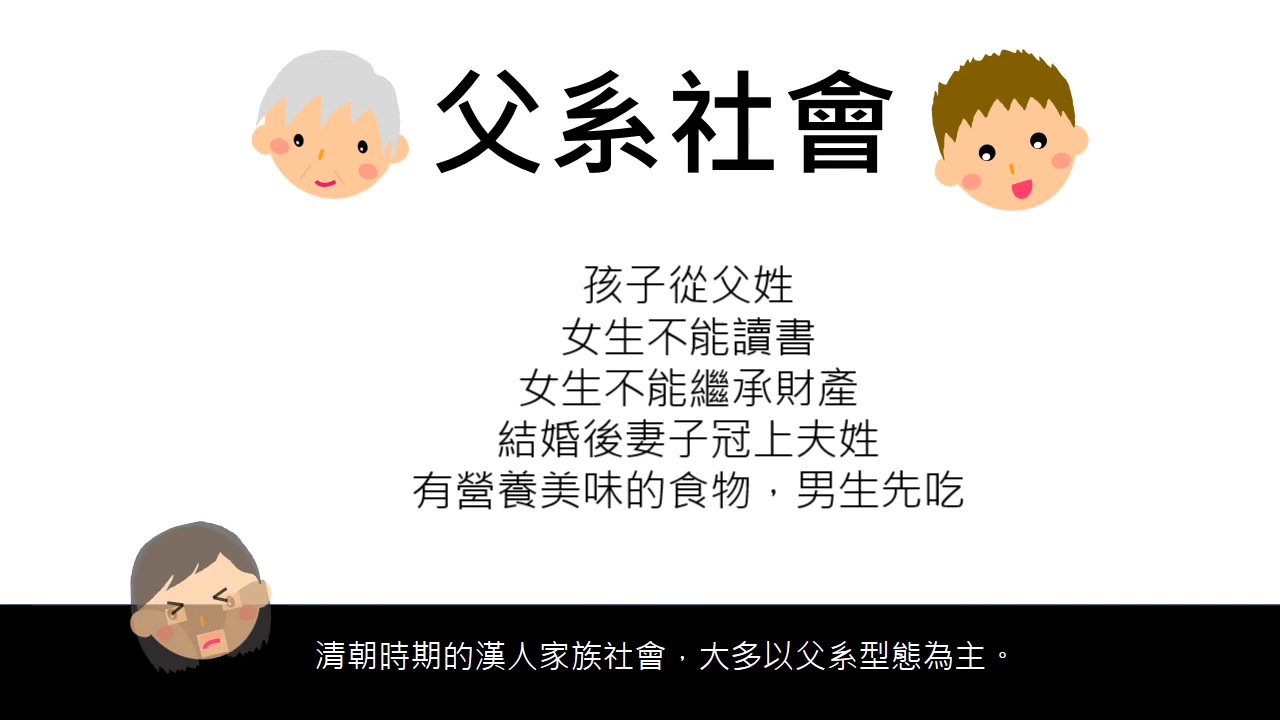 父系社會
孩子從父姓
女生不能讀書
女生不能繼承財產
結婚後妻子冠上夫姓
有營養美味的食物，男生先吃
清朝時期的漢人家族社會，大多以父系型態為主。